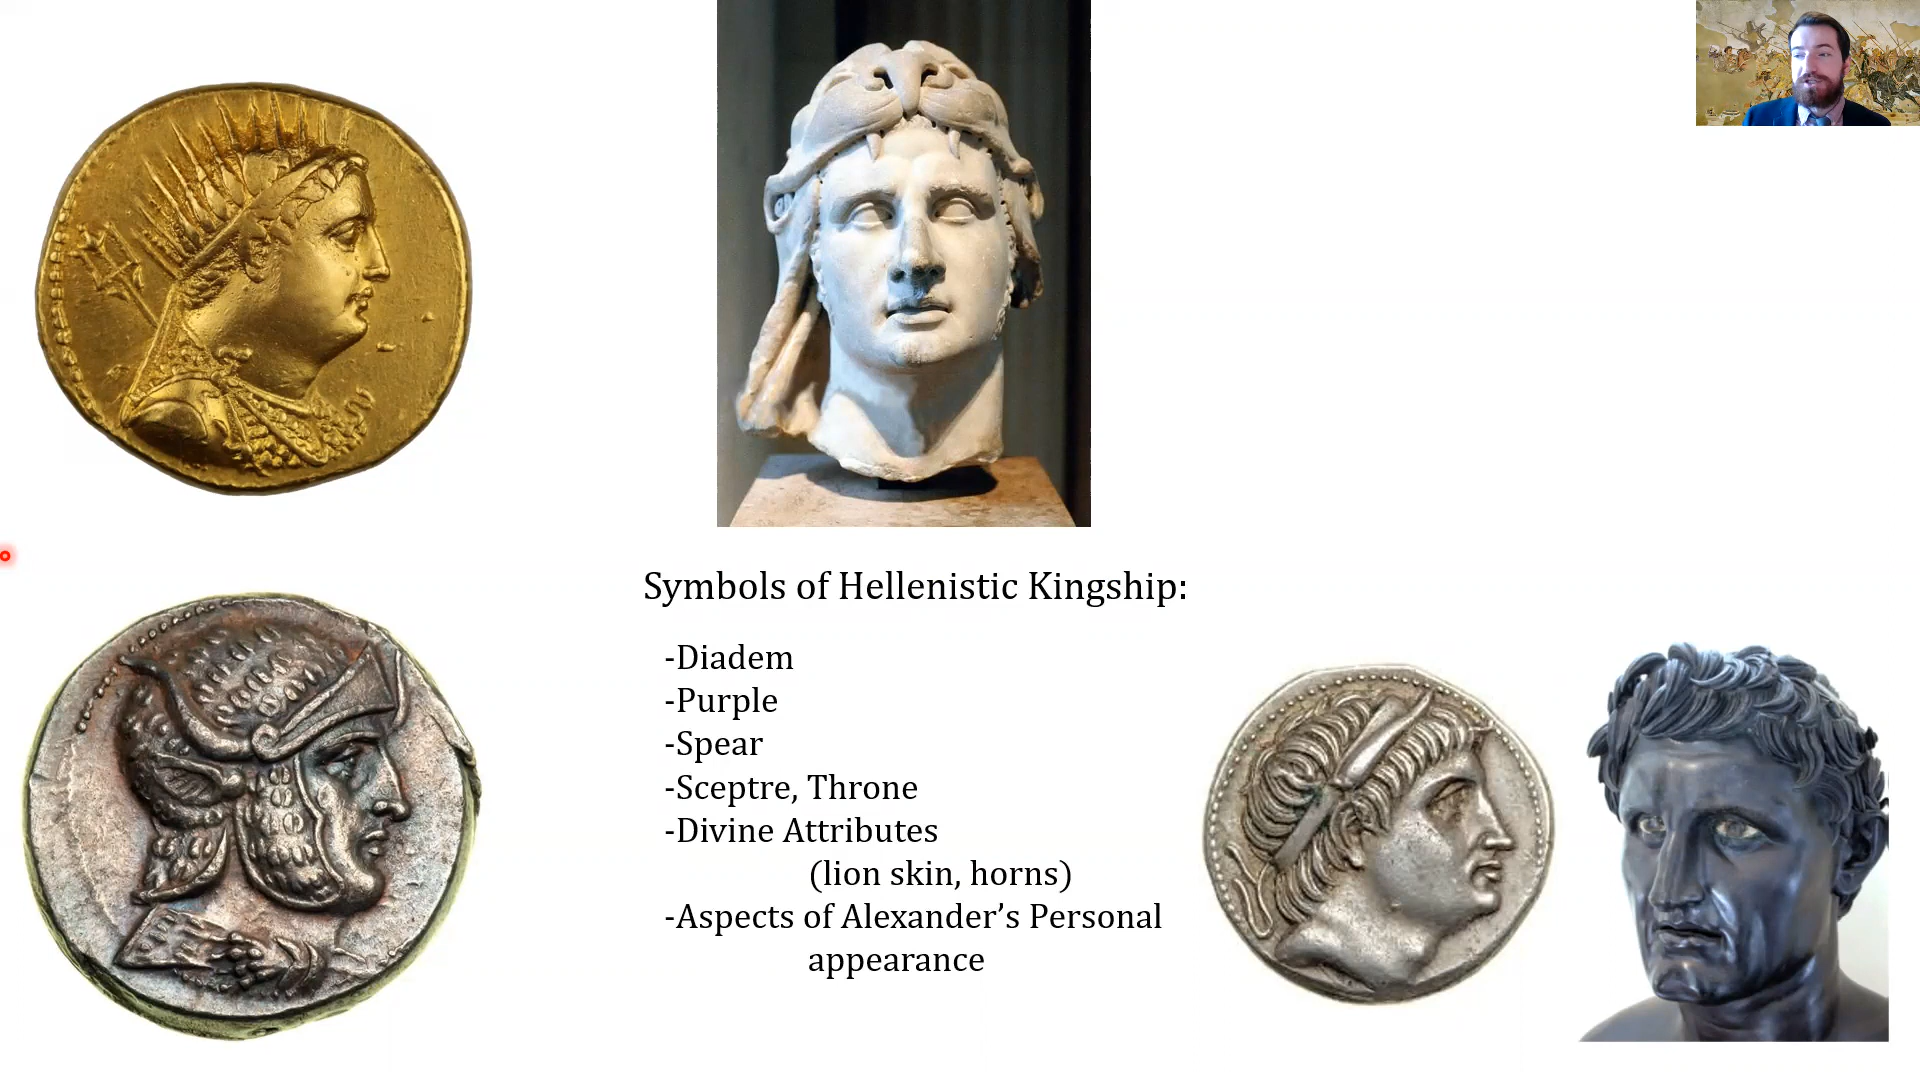 Symbols of Hellenistic Kingship:
-Diadem
-Purple
-Spear
-Sceptre, Throne
-Divine Attributes
(lion skin, horns)
-Aspects of Alexander’s Personal
appearance